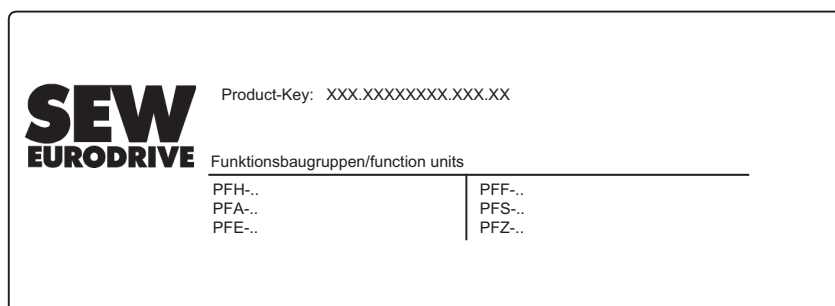 SEW
EURODRIVE
Product-Key: XXX.XXXXXXXX.XXX.XX
Funktionsbaugruppen/function units
PFH-..
PFA-..
PFE-..
PFF-..
PFS-..
PFZ-..